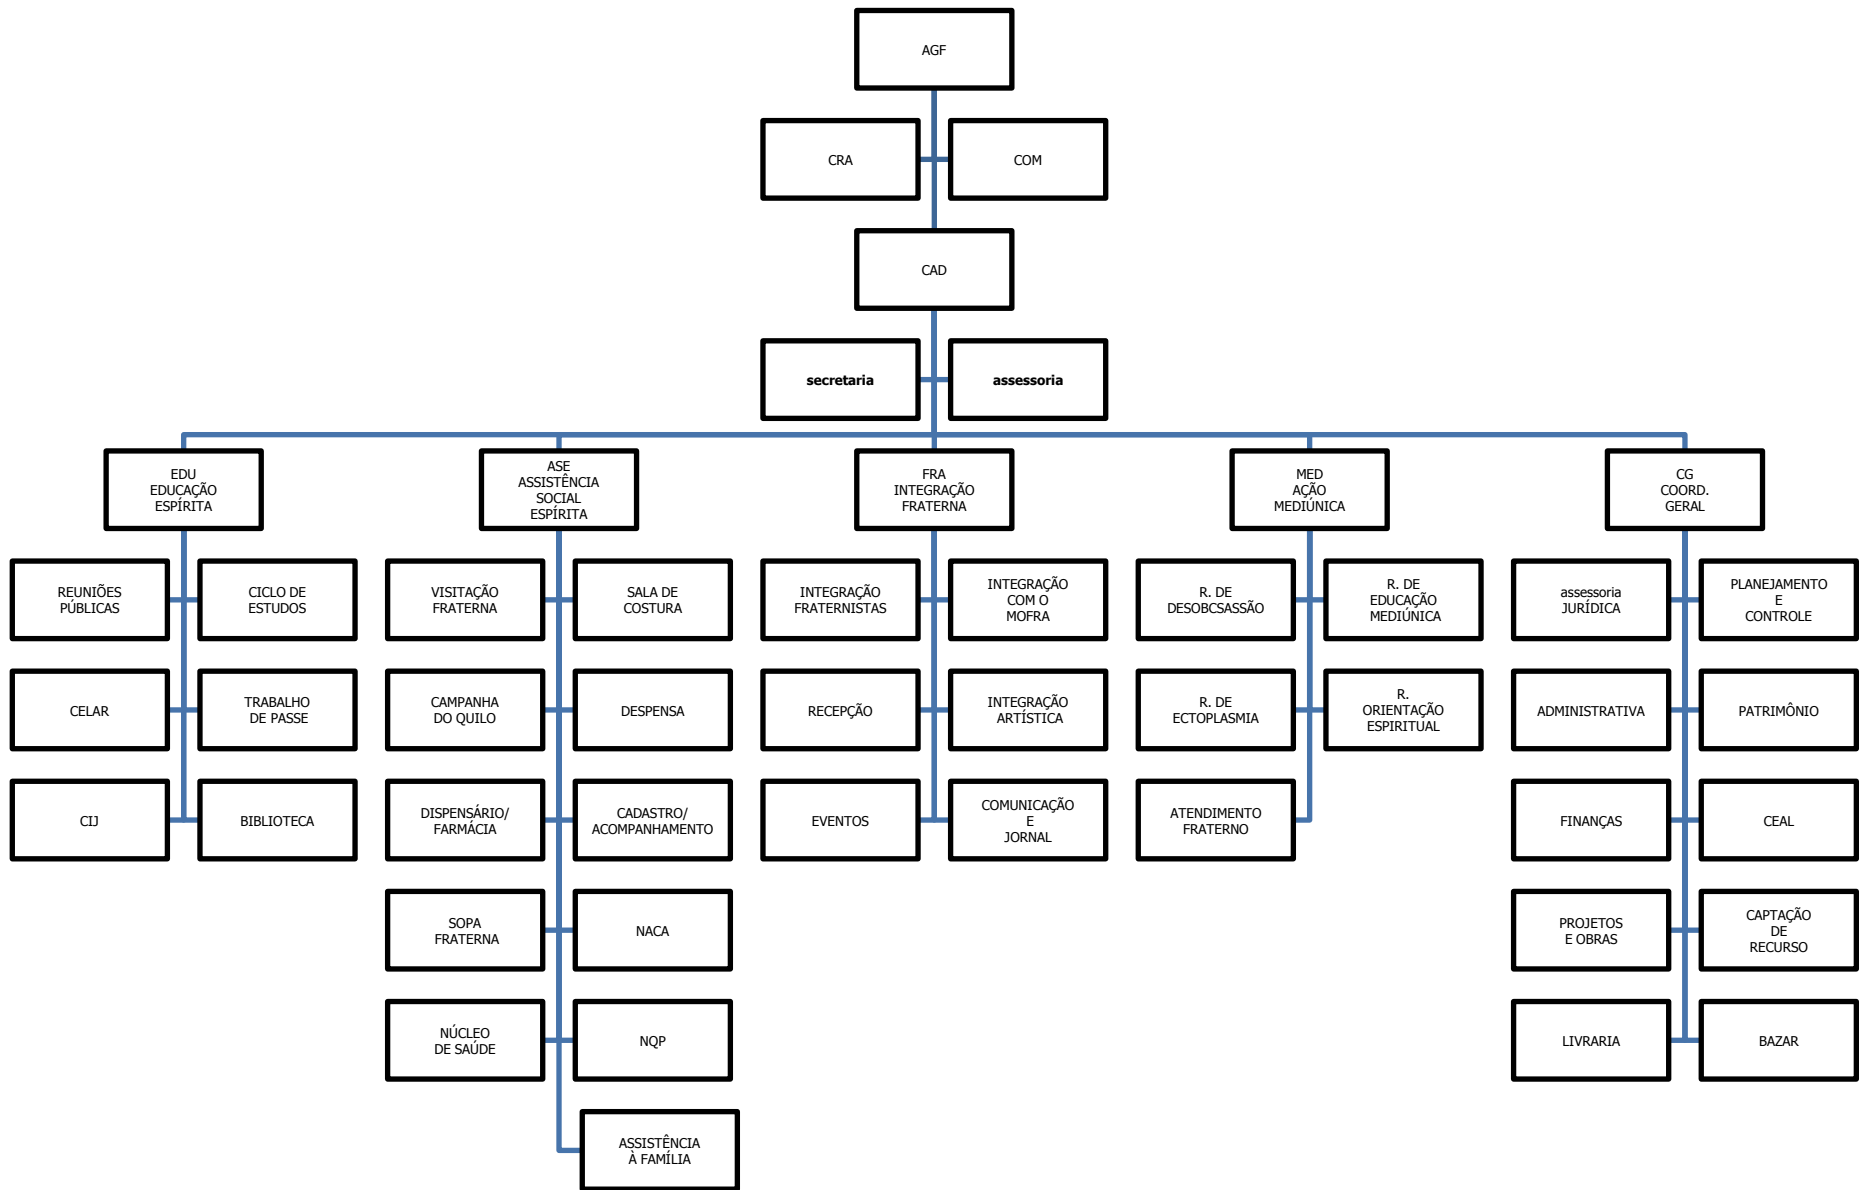 AGF
CRA
COM
CAD
secretaria
assessoria
EDU
EDUCAÇÃO
ESPÍRITA
ASE
ASSISTÊNCIA
SOCIAL
ESPÍRITA
FRA
INTEGRAÇÃO
FRATERNA
MED
AÇÃO
MEDIÚNICA
CG
COORD.
GERAL
REUNIÕES
PÚBLICAS
CICLO DE
ESTUDOS
VISITAÇÃO
FRATERNA
SALA DE
COSTURA
INTEGRAÇÃO
FRATERNISTAS
INTEGRAÇÃO
COM O
MOFRA
R. DE
DESOBCSASSÃO
R. DE
EDUCAÇÃO
MEDIÚNICA
assessoria
JURÍDICA
PLANEJAMENTO
E
CONTROLE
CELAR
TRABALHO
DE PASSE
CAMPANHA
DO QUILO
DESPENSA
RECEPÇÃO
INTEGRAÇÃO
ARTÍSTICA
R. DE
ECTOPLASMIA
R.
ORIENTAÇÃO
ESPIRITUAL
ADMINISTRATIVA
PATRIMÔNIO
CIJ
BIBLIOTECA
DISPENSÁRIO/
FARMÁCIA
CADASTRO/
ACOMPANHAMENTO
EVENTOS
COMUNICAÇÃO
E
JORNAL
ATENDIMENTO
FRATERNO
FINANÇAS
CEAL
SOPA
FRATERNA
NACA
PROJETOS
E OBRAS
CAPTAÇÃO
DE
RECURSO
NÚCLEO
DE SAÚDE
NQP
LIVRARIA
BAZAR
ASSISTÊNCIA
À FAMÍLIA